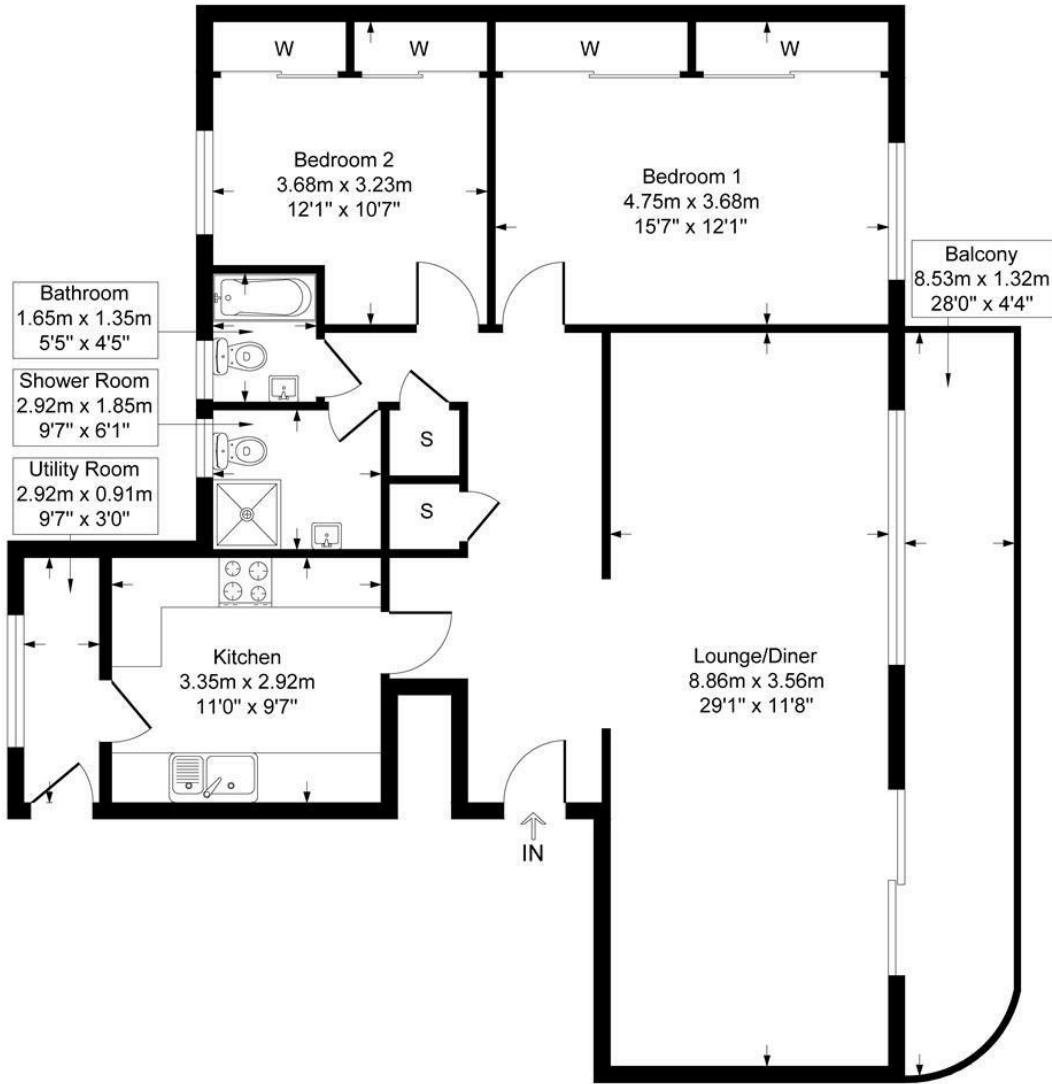 W
W
W
W
Bedroom 2
3.68m x 3.23m
12'1" x 10'7"
Bedroom 1
4.75m x 3.68m
15'7" x 12'1"
Balcony
8.53m x 1.32m
28'0" x 4'4"
Bathroom
1.65m x 1.35m
5'5" x 4'5"
Shower Room
2.92m x 1.85m
9'7" x 6'1"
Utility Room
2.92m x 0.91m
9'7" x 3'0"
S
S
Kitchen
3.35m x 2.92m
11'0" x 9'7"
Lounge/Diner
8.86m x 3.56m
29'1" x 11'8"
IN